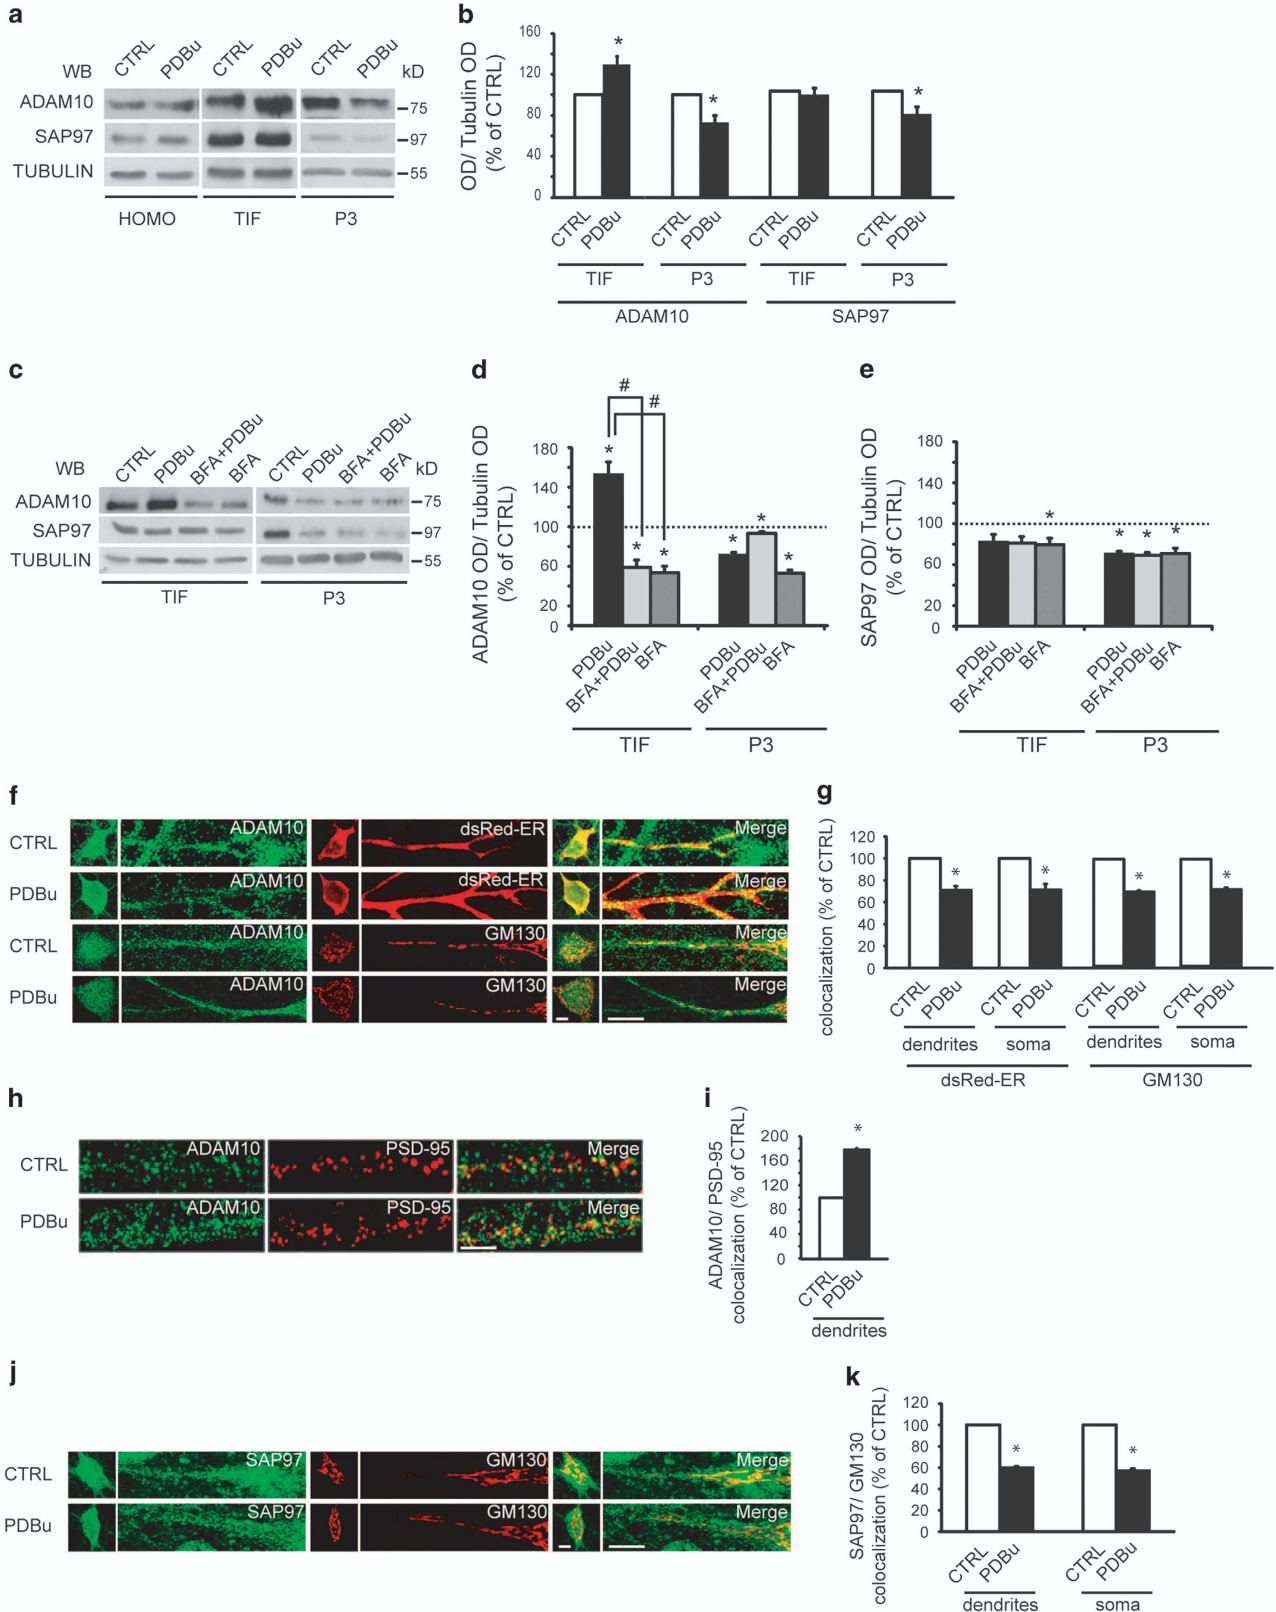 a
WB
CTRL
PDBu
CTRL
PDBu
CTRL
PDBu
kD
ADAM10
75
SAP97
97
TUBULIN
55
HOMO
TIF
P3
b
OD/ Tubulin OD
(% of CTRL)
160
120
80
40
0
CTRL
PDBu
CTRL
PDBu
CTRL
PDBu
CTRL
PDBu
* * *
TIF
P3
TIF
P3
ADAM10
SAP97
c
WB
CTRL
PDBu
BFA+PDBu
BFA
CTRL
PDBu
BFA+PDBu
BFA
kD
ADAM10
75
SAP97
97
TUBULIN
55
TIF
P3
d
ADAM10 OD/ Tubulin OD
(% of CTRL)
180
140
100
60
20
0
# #
* * * * * *
PDBu
BFA+PDBu
BFA
PDBu
BFA+PDBu
BFA
TIF
P3
e
SAP97 OD/ Tubulin OD
(% of CTRL)
180
140
100
60
20
0
* * * *
PDBu
BFA+PDBu
BFA
PDBu
BFA+PDBu
BFA
TIF
P3
f
CTRL
ADAM10
dsRed-ER
Merge
PDBu
ADAM10
dsRed-ER
Merge
CTRL
ADAM10
GM130
Merge
PDBu
ADAM10
GM130
Merge
g
colocalization (% of CTRL)
120
100
80
60
40
20
0
* * * *
CTRL
PDBu
CTRL
PDBu
CTRL
PDBu
CTRL
PDBu
dendrites
soma
dendrites
soma
dsRed-ER
GM130
h
CTRL
ADAM10
PSD-95
Merge
PDBu
ADAM10
PSD-95
Merge
i
ADAM10/ PSD-95
colocalization (% of CTRL)
200
160
120
80
40
0
*
CTRL
PDBu
dendrites
j
CTRL
SAP97
GM130
Merge
PDBu
SAP97
GM130
Merge
k
SAP97/ GM130
colocalization (% of CTRL)
120
100
80
60
40
20
0
* *
CTRL
PDBu
CTRL
PDBu
dendrites
soma